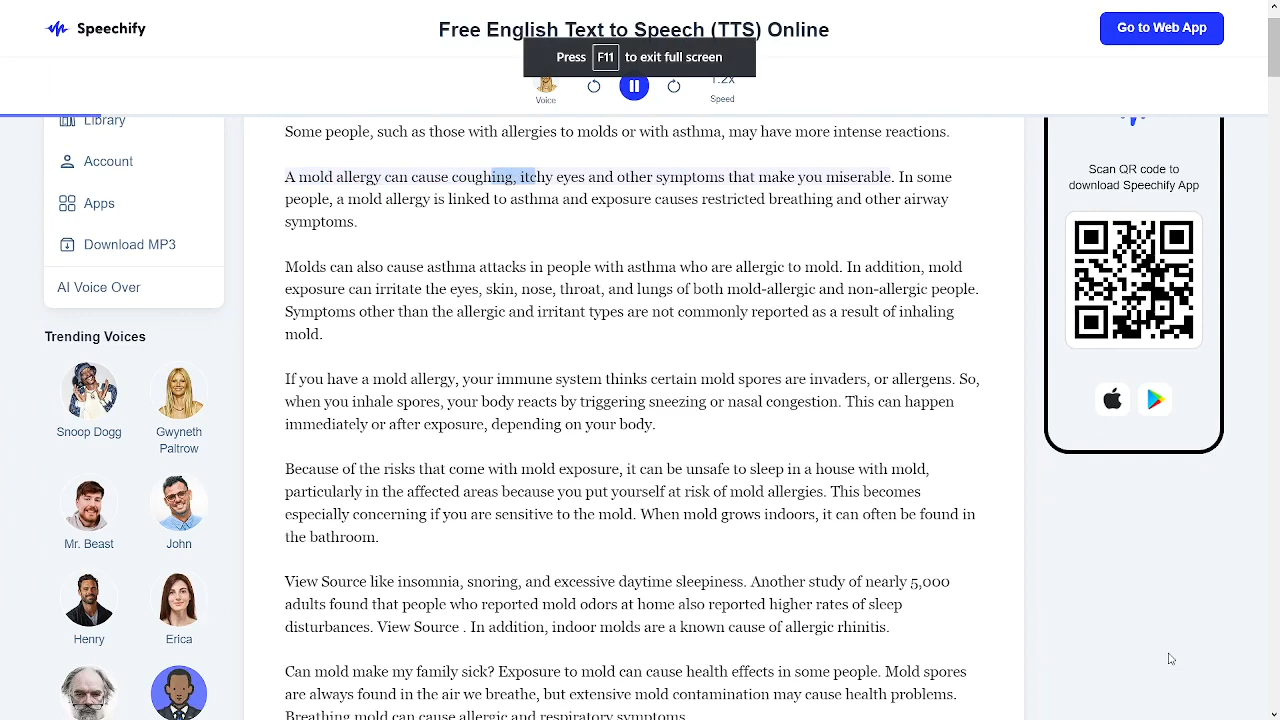 Speechify
Free English Text to Speech (TTS) Online
Go to Web App
Press F11 to exit full screen
Voice
1.2x
Speed
Library
Account
Apps
Download MP3
AI Voice Over
Trending Voices
Snoop Dogg
Gwyneth
Paltrow
Mr. Beast
John
Henry
Erica
Some people, such as those with allergies to molds or with asthma, may have more intense reactions.
A mold allergy can cause coughing, itchy eyes and other symptoms that make you miserable. In some
people, a mold allergy is linked to asthma and exposure causes restricted breathing and other airway
symptoms.
Molds can also cause asthma attacks in people with asthma who are allergic to mold. In addition, mold
exposure can irritate the eyes, skin, nose, throat, and lungs of both mold-allergic and non-allergic people.
Symptoms other than the allergic and irritant types are not commonly reported as a result of inhaling
mold.
If you have a mold allergy, your immune system thinks certain mold spores are invaders, or allergens. So,
when you inhale spores, your body reacts by triggering sneezing or nasal congestion. This can happen
immediately or after exposure, depending on your body.
Because of the risks that come with mold exposure, it can be unsafe to sleep in a house with mold,
particularly in the affected areas because you put yourself at risk of mold allergies. This becomes
especially concerning if you are sensitive to the mold. When mold grows indoors, it can often be found in
the bathroom.
View Source like insomnia, snoring, and excessive daytime sleepiness. Another study of nearly 5,000
adults found that people who reported mold odors at home also reported higher rates of sleep
disturbances. View Source . In addition, indoor molds are a known cause of allergic rhinitis.
Can mold make my family sick? Exposure to mold can cause health effects in some people. Mold spores
are always found in the air we breathe, but extensive mold contamination may cause health problems.
Breathing mold can cause allergic and respiratory symptoms.
Scan QR code to
download Speechify App